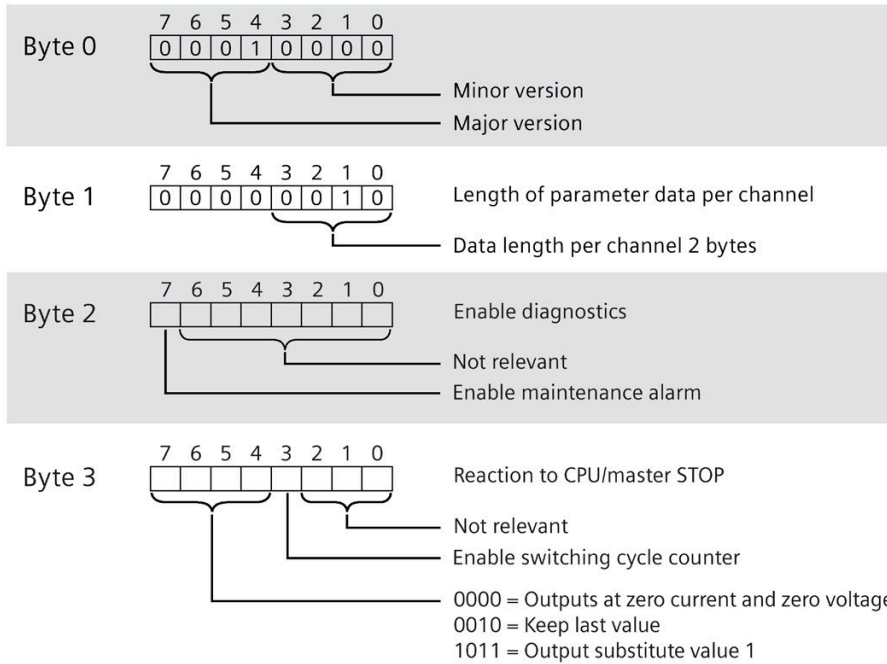 7 6 5 4 3 2 1 0
Byte 0 0 0 0 1 0 0 0 0
Minor version
Major version
7 6 5 4 3 2 1 0
Byte 1 0 0 0 0 0 0 1 0 Length of parameter data per channel
Data length per channel 2 bytes
7 6 5 4 3 2 1 0
Byte 2 Enable diagnostics
Not relevant
Enable maintenance alarm
7 6 5 4 3 2 1 0
Byte 3 Reaction to CPU/master STOP
Not relevant
Enable switching cycle counter
0000 = Outputs at zero current and zero voltage
0010 = Keep last value
1011 = Output substitute value 1